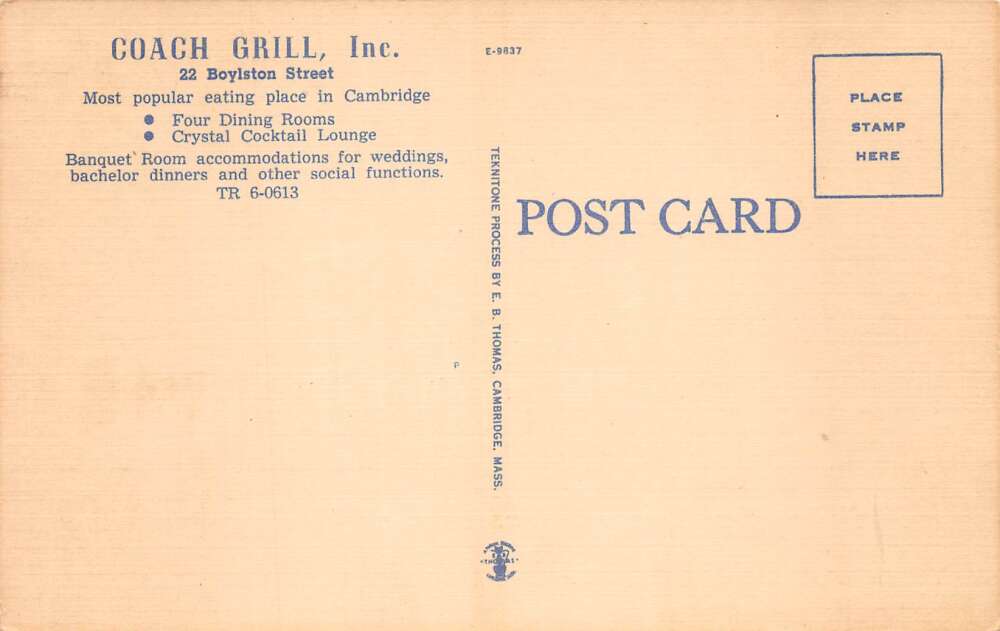 COACH GRILL, Inc.
22 Boylston Street
Most popular eating place in Cambridge
● Four Dining Rooms
● Crystal Cocktail Lounge
Banquet Room accommodations for weddings,
bachelor dinners and other social functions.
TR 6-0613
E-9837
TEKNITONE PROCESS BY E. B. THOMAS, CAMBRIDGE, MASS.
P
POST CARD
PLACE
STAMP
HERE
"THOMAS"